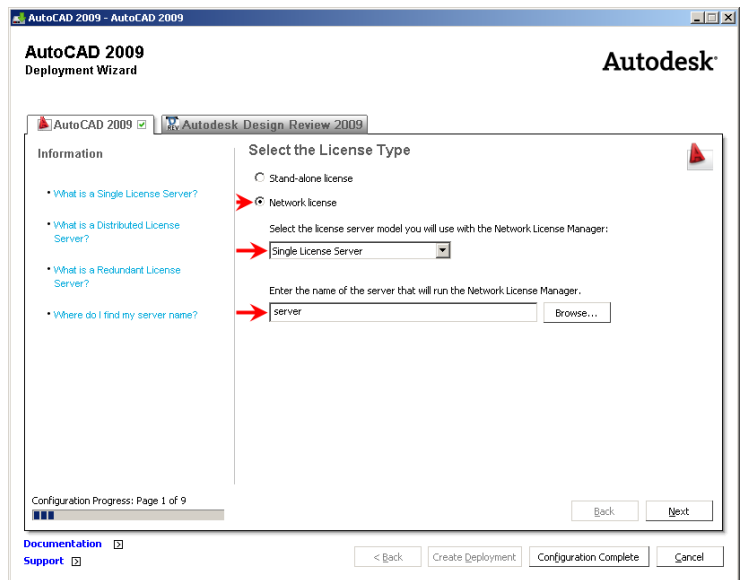 AutoCAD 2009 - AutoCAD 2009
AutoCAD 2009
Deployment Wizard
Autodesk
AutoCAD 2009
REV
Autodesk Design Review 2009
Information
• What is a Single License Server?
• What is a Distributed License
Server?
• What is a Redundant License
Server?
• Where do I find my server name?
Select the License Type
Stand-alone license
Network license
Select the license server model you will use with the Network License Manager:
Single License Server
Enter the name of the server that will run the Network License Manager.
server
Browse...
Configuration Progress: Page 1 of 9
Back
Next
Documentation
Support
< Back
Create Deployment
Configuration Complete
Cancel